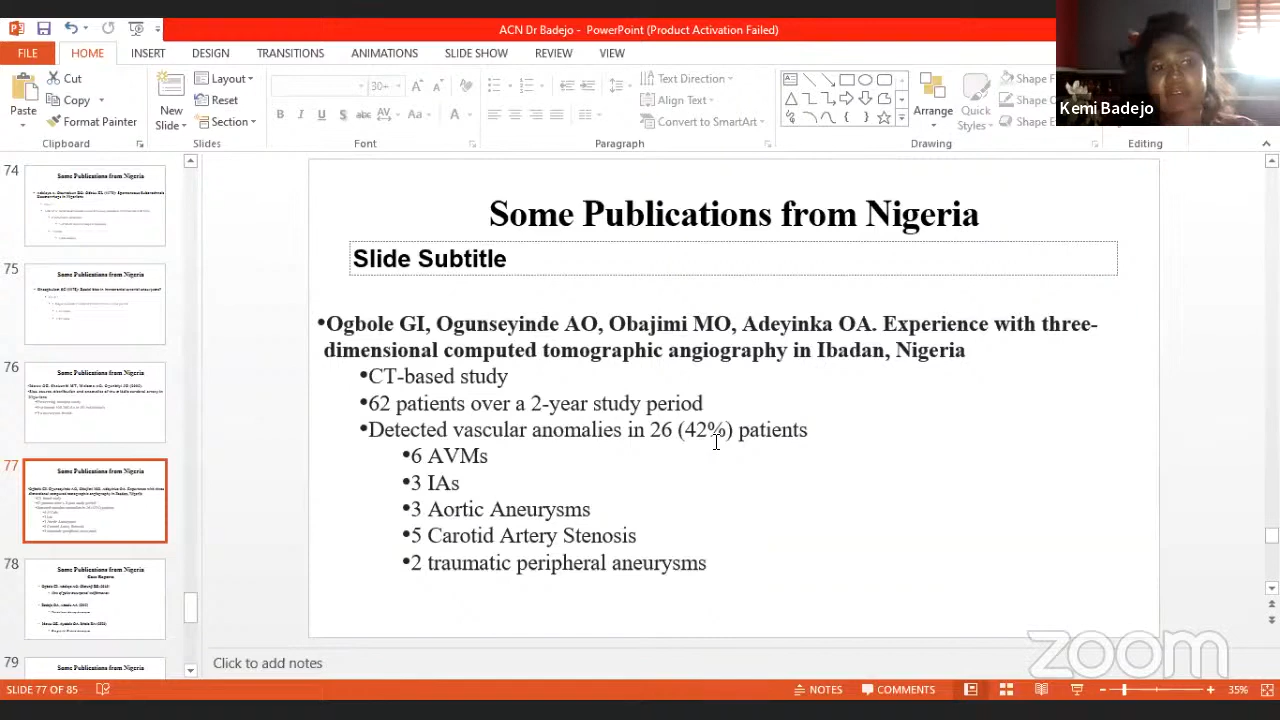 ACN Dr Badejo - PowerPoint (Product Activation Failed)
FILE HOME INSERT DESIGN TRANSITIONS ANIMATIONS SLIDE SHOW REVIEW VIEW
Kemi Badejo
Paste
Cut
Copy
Format Painter
Clipboard
New
Slide
Layout
Reset
Section
Slides
30+
B I U S abc AV Aa A
Font
Text Direction
Align Text
Convert to SmartArt
Paragraph
Arrange
Quick
Styles
Shape F
Shape O
Shape E
Drawing
Editing
74
Some Publications from Nigeria
75
Some Publications from Nigeria
76
Some Publications from Nigeria
77
Some Publications from Nigeria
78
Some Publications from Nigeria
Case Reports
79
Some Publications from Nigeria
Some Publications from Nigeria
Slide Subtitle
•Ogbole GI, Ogunseyinde AO, Obajimi MO, Adeyinka OA. Experience with three-
dimensional computed tomographic angiography in Ibadan, Nigeria
•CT-based study
•62 patients over a 2-year study period
•Detected vascular anomalies in 26 (42%) patients
•6 AVMs
•3 IAs
•3 Aortic Aneurysms
•5 Carotid Artery Stenosis
•2 traumatic peripheral aneurysms
Click to add notes
zoom
SLIDE 77 OF 85
NOTES
COMMENTS
35%